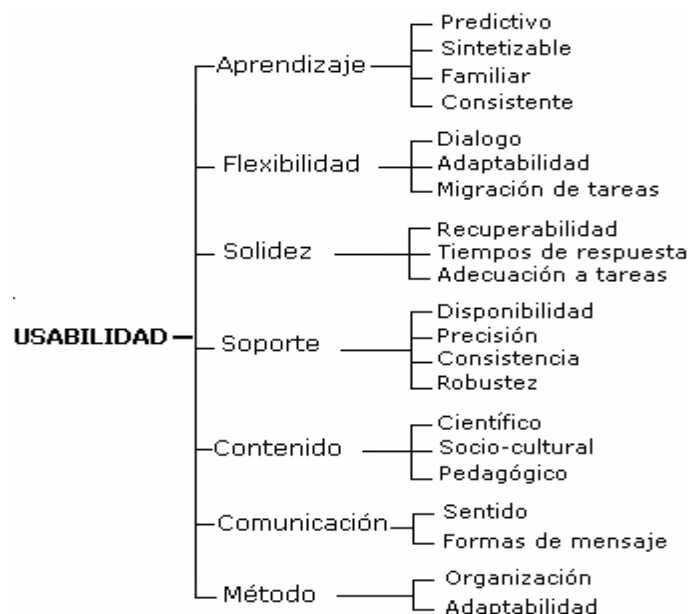 USABILIDAD
Aprendizaje
Predictivo
Sintetizable
Familiar
Consistente
Flexibilidad
Dialogo
Adaptabilidad
Migración de tareas
Solidez
Recuperabilidad
Tiempos de respuesta
Adecuación a tareas
Soporte
Disponibilidad
Precisión
Consistencia
Robustez
Contenido
Científico
Socio-cultural
Pedagógico
Comunicación
Sentido
Formas de mensaje
Método
Organización
Adaptabilidad